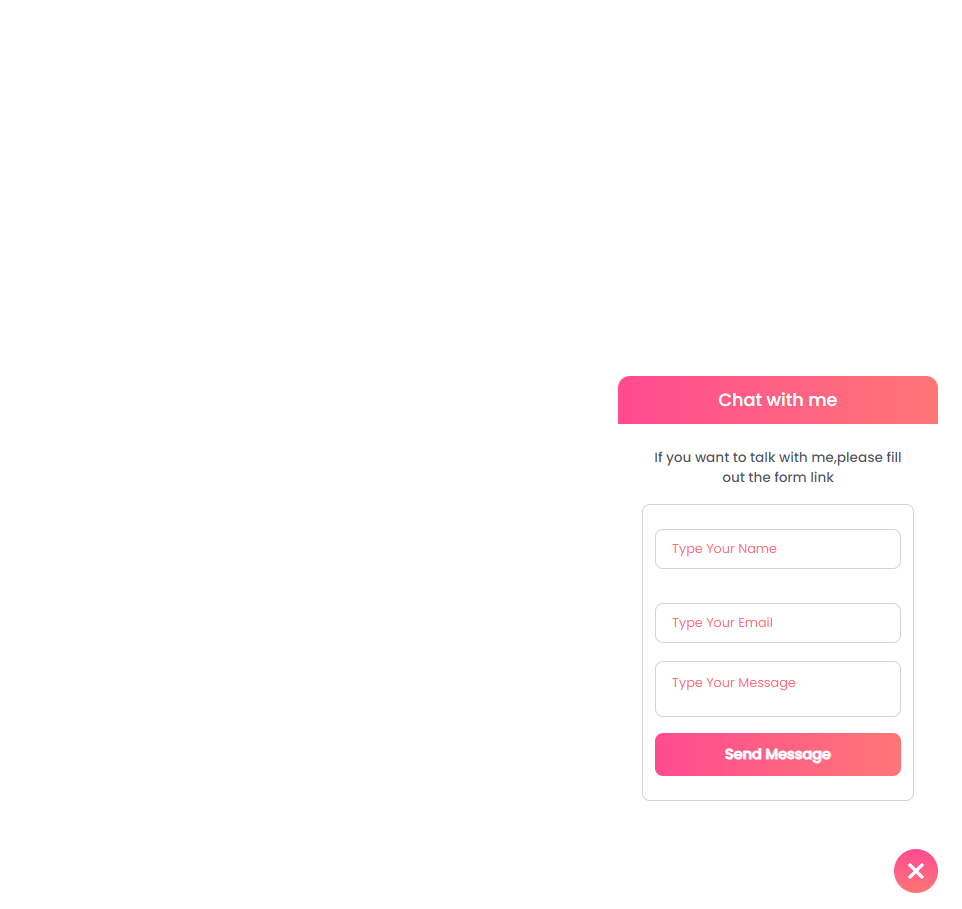 Chat with me
If you want to talk with me,please fill
out the form link
Type Your Name
Type Your Email
Type Your Message
Send Message